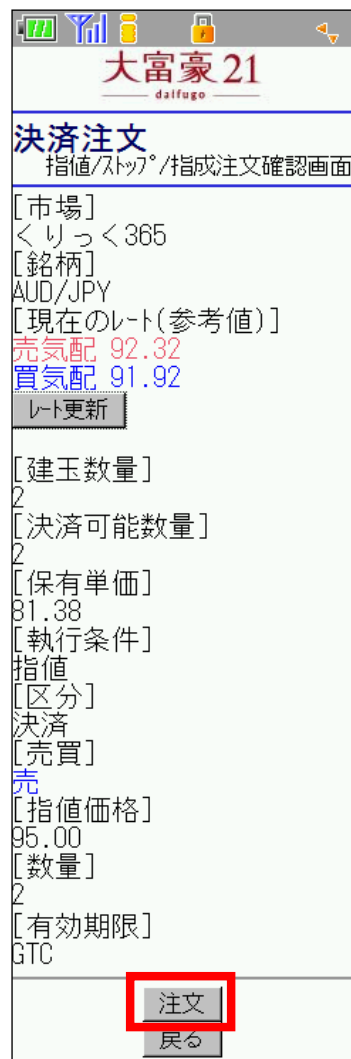 大富豪21
daifugo
決済注文
指値/ストップ/指成注文確認画面
[市場]
くりっく365
[銘柄]
AUD/JPY
[現在のレート(参考値)]
売気配 92.32
買気配 91.92
レート更新
[建玉数量]
2
[決済可能数量]
2
[保有単価]
81.38
[執行条件]
指値
[区分]
決済
[売買]
売
[指値価格]
95.00
[数量]
2
[有効期限]
GTC
注文
戻る